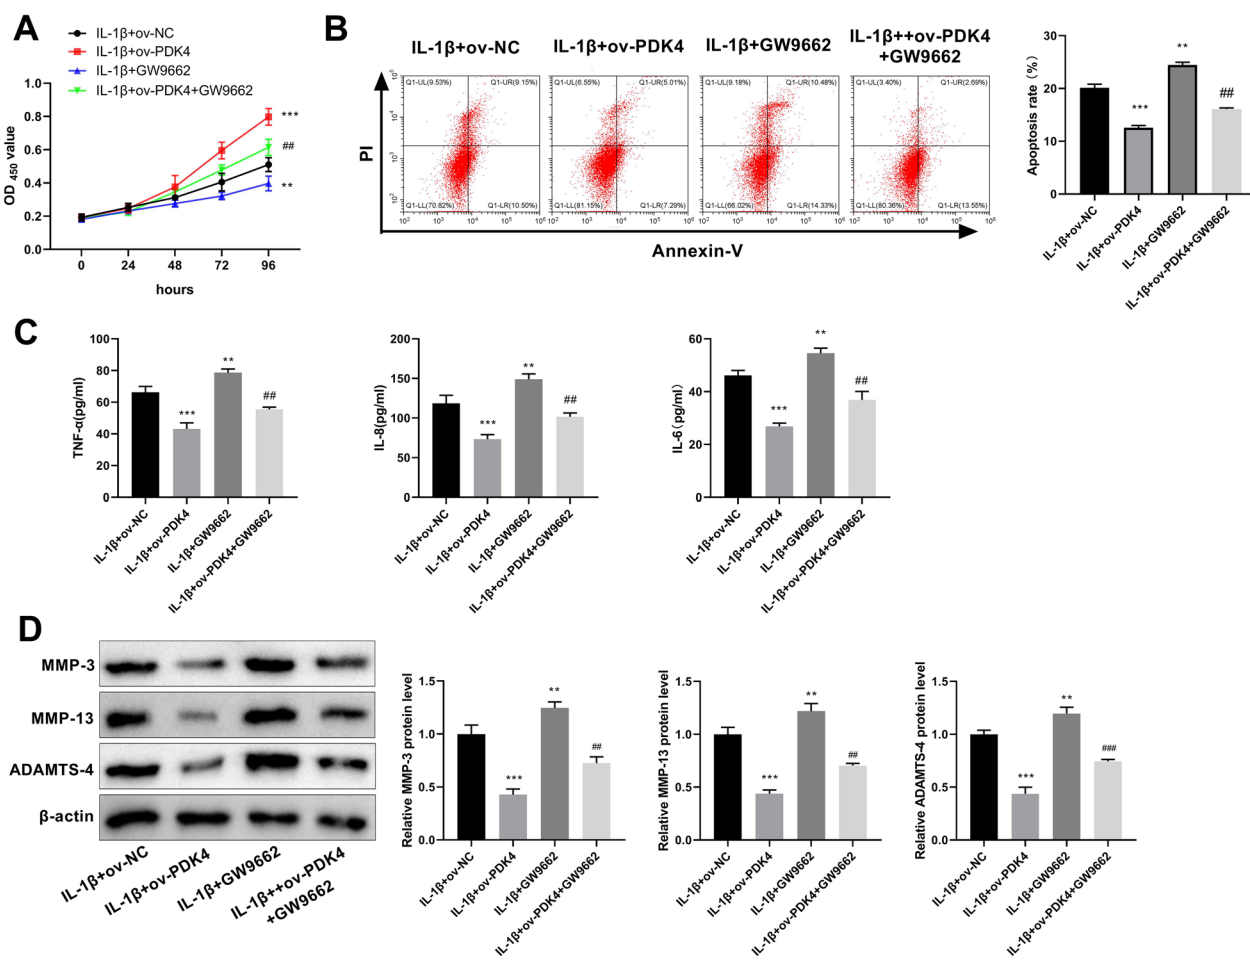 A
IL-1β+ov-NC
IL-1β+ov-PDK4
IL-1β+GW9662
IL-1β+ov-PDK4+GW9662
1.0
0.8
0.6
0.4
0.2
0.0
OD 450 value
***
##
**
0 24 48 72 96
hours
B
IL-1β+ov-NC
IL-1β+ov-PDK4
IL-1β+GW9662
IL-1β++ov-PDK4
+GW9662
Q1-UL(9.53%) Q1-UR(9.15%)
Q1-LL(70.82%) Q1-LR(10.50%)
Q1-UL(6.55%) Q1-UR(5.01%)
Q1-LL(81.15%) Q1-LR(7.29%)
Q1-UL(9.18%) Q1-UR(10.48%)
Q1-LL(66.02%) Q1-LR(14.33%)
Q1-UL(3.40%) Q1-UR(2.69%)
Q1-LL(80.36%) Q1-LR(13.55%)
PI
Annexin-V
Apoptosis rate (%)
30
20
10
0
***
**
##
IL-1β+ov-NC
IL-1β+ov-PDK4
IL-1β+GW9662
IL-1β+ov-PDK4+GW9662
C
TNF-α(pg/ml)
100
80
60
40
20
0
***
**
##
IL-1β+ov-NC
IL-1β+ov-PDK4
IL-1β+GW9662
IL-1β+ov-PDK4+GW9662
IL-8(pg/ml)
200
150
100
50
0
***
**
##
IL-1β+ov-NC
IL-1β+ov-PDK4
IL-1β+GW9662
IL-1β+ov-PDK4+GW9662
IL-6(pg/ml)
60
40
20
0
***
**
##
IL-1β+ov-NC
IL-1β+ov-PDK4
IL-1β+GW9662
IL-1β+ov-PDK4+GW9662
D
MMP-3
MMP-13
ADAMTS-4
β-actin
IL-1β+ov-NC
IL-1β+ov-PDK4
IL-1β+GW9662
IL-1β++ov-PDK4
+GW9662
Relative MMP-3 protein level
1.5
1.0
0.5
0.0
***
**
##
IL-1β+ov-NC
IL-1β+ov-PDK4
IL-1β+GW9662
IL-1β+ov-PDK4+GW9662
Relative MMP-13 protein level
1.5
1.0
0.5
0.0
***
**
##
IL-1β+ov-NC
IL-1β+ov-PDK4
IL-1β+GW9662
IL-1β+ov-PDK4+GW9662
Relative ADAMTS-4 protein level
1.5
1.0
0.5
0.0
***
**
###
IL-1β+ov-NC
IL-1β+ov-PDK4
IL-1β+GW9662
IL-1β+ov-PDK4+GW9662